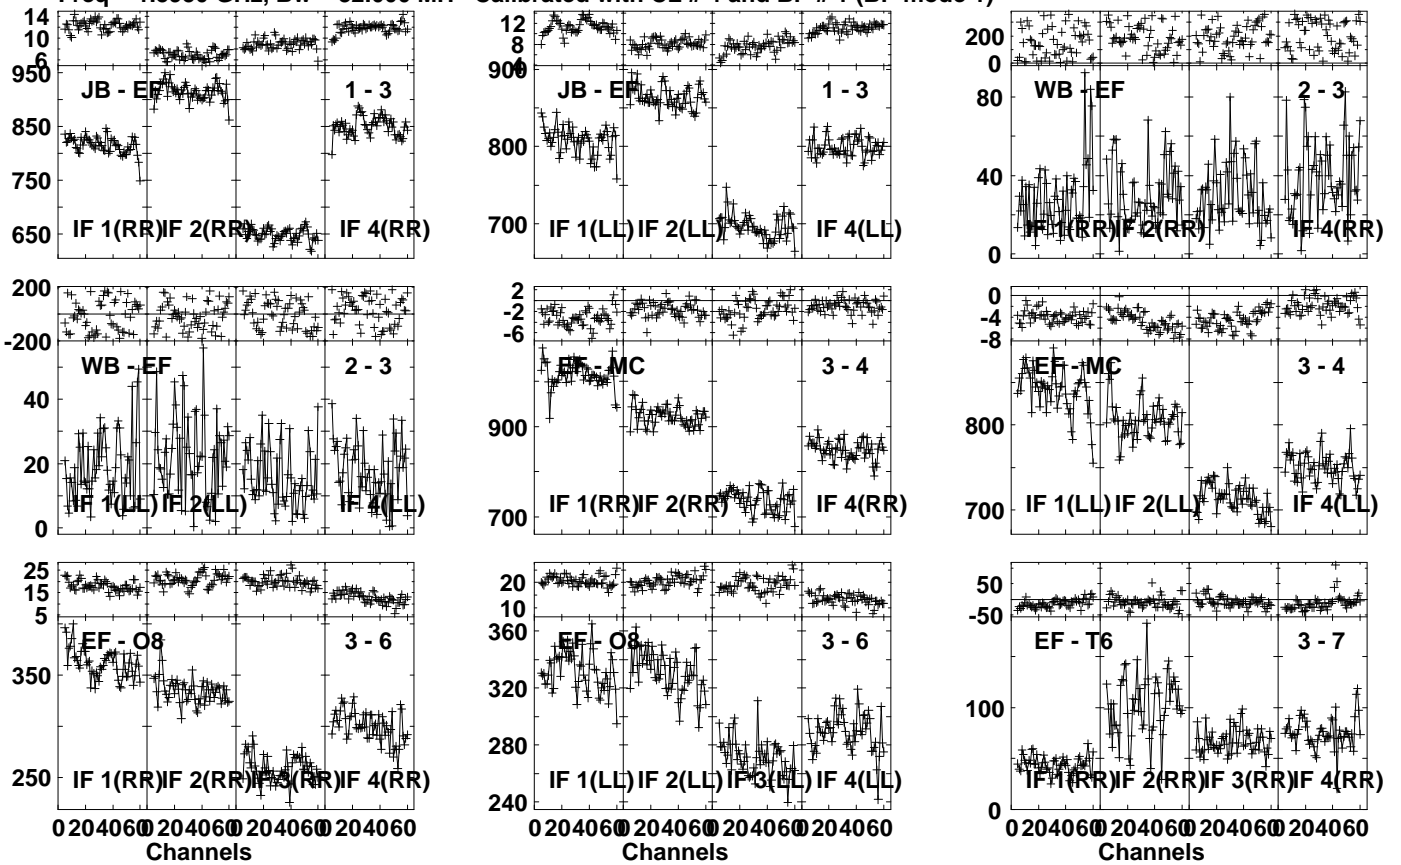 Freq GHz, Calibrated with and mode
14
10
6
950
850
750
650
JB - EF 1 - 3
IF 1(RR) IF 2(RR) IF 4(RR)
12
8
4
900
800
700
JB - EF 1 - 3
IF 1(LL) IF 2(LL) IF 4(LL)
200
0
80
40
0
WB - EF 2 - 3
IF 1(RR) IF 2(RR) IF 4(RR)
200
-200
40
20
0
WB - EF 2 - 3
IF 1(LL) IF 2(LL) IF 4(LL)
2
-2
-6
900
700
EF - MC 3 - 4
IF 1(RR) IF 2(RR) IF 4(RR)
0
-4
-8
800
700
EF - MC 3 - 4
IF 1(LL) IF 2(LL) IF 4(LL)
25
15
5
350
250
EF - O8 3 - 6
IF 1(RR) IF 2(RR) IF 3(RR) IF 4(RR)
0 20 40 60 0 20 40 60 0 20 40 60 0 20 40 60
Channels
20
10
360
320
280
240
EF - O8 3 - 6
IF 1(LL) IF 2(LL) IF 3(LL) IF 4(LL)
0 20 40 60 0 20 40 60 0 20 40 60 0 20 40 60
Channels
50
-50
100
0
EF - T6 3 - 7
IF 1(RR) IF 2(RR) IF 3(RR) IF 4(RR)
0 20 40 60 0 20 40 60 0 20 40 60 0 20 40 60
Channels